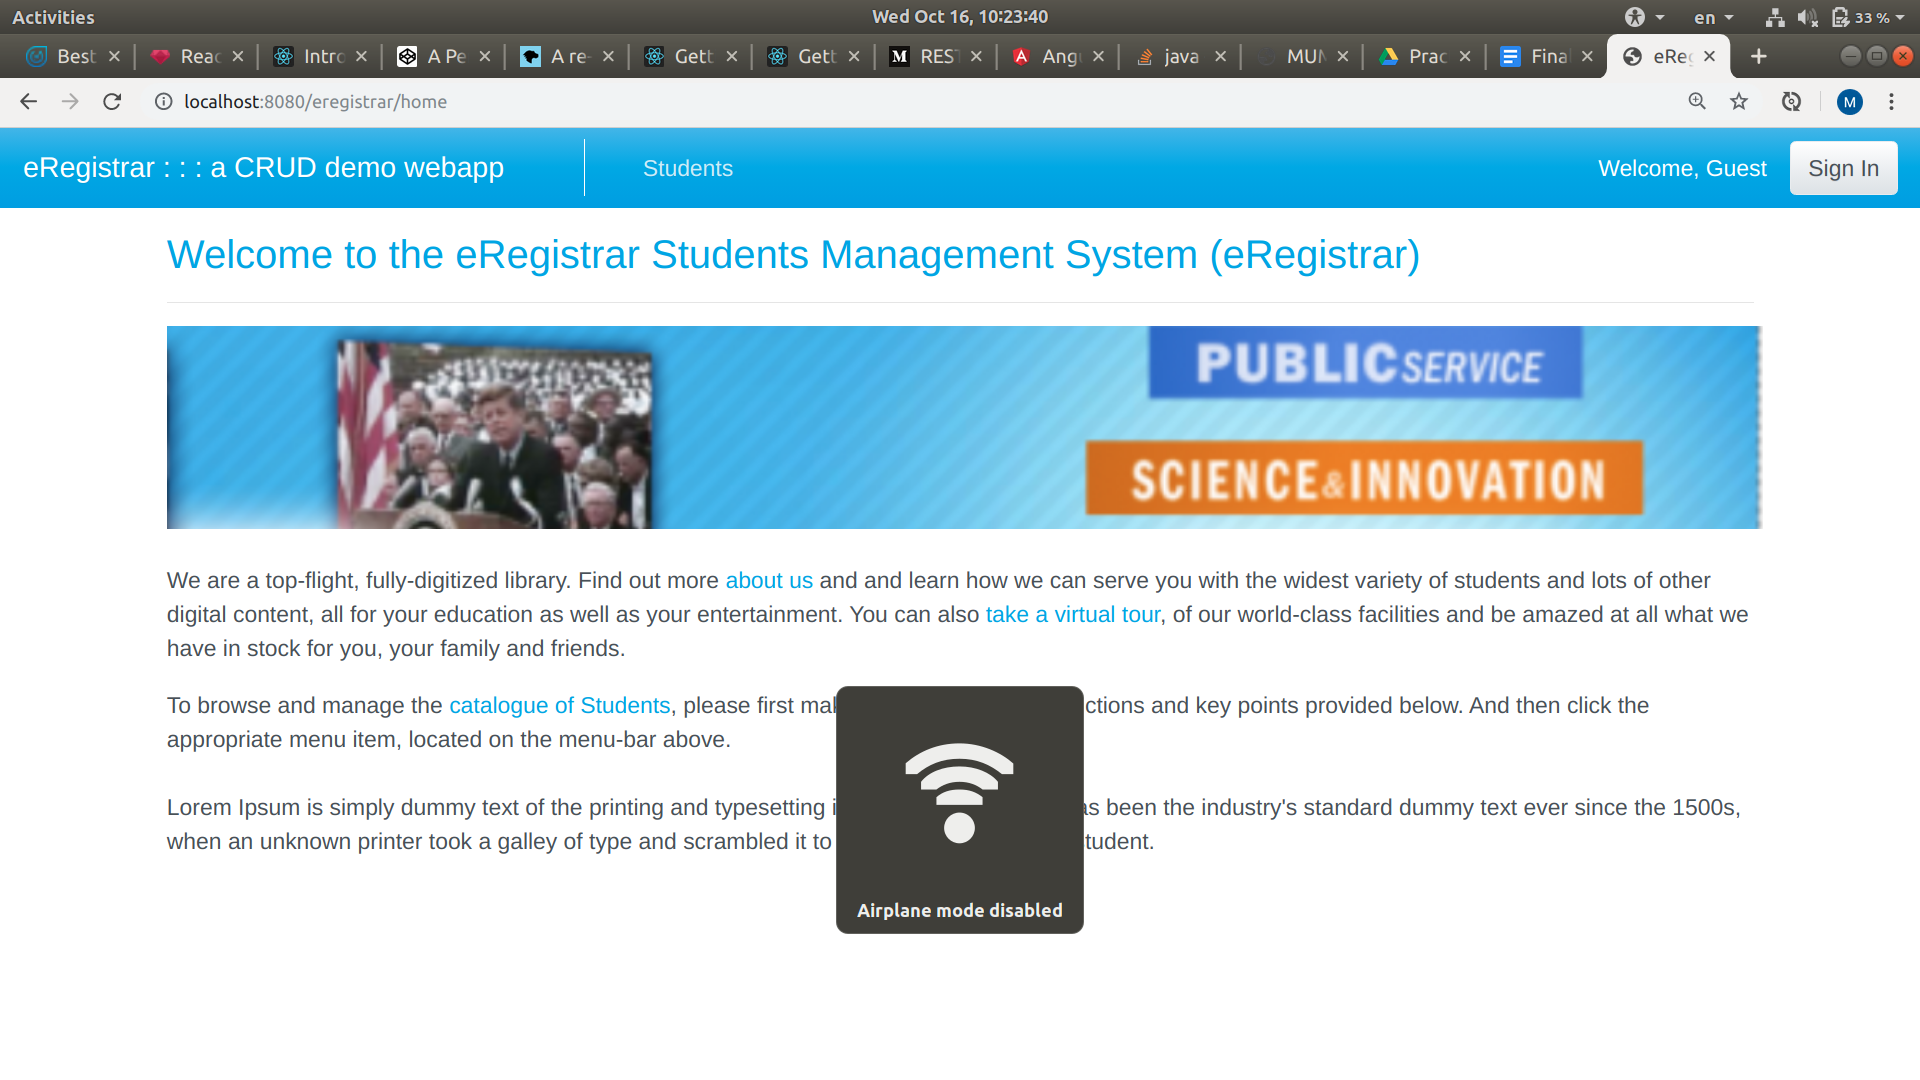 Activities
Wed Oct 16, 10:23:40
en
33 %
Best
Reac
Intro
A Pe
A re-
Gett
Gett
REST
Angu
java
MUM
Prac
Final
eReg
localhost:8080/eregistrar/home
M
eRegistrar : : : a CRUD demo webapp
Students
Welcome, Guest
Sign In
Welcome to the eRegistrar Students Management System (eRegistrar)
PUBLIC SERVICE
SCIENCE & INNOVATION
We are a top-flight, fully-digitized library. Find out more about us and and learn how we can serve you with the widest variety of students and lots of other
digital content, all for your education as well as your entertainment. You can also take a virtual tour, of our world-class facilities and be amazed at all what we
have in stock for you, your family and friends.
To browse and manage the catalogue of Students, please first mak ctions and key points provided below. And then click the
appropriate menu item, located on the menu-bar above.
Lorem Ipsum is simply dummy text of the printing and typesetting i as been the industry's standard dummy text ever since the 1500s,
when an unknown printer took a galley of type and scrambled it to tudent.
Airplane mode disabled